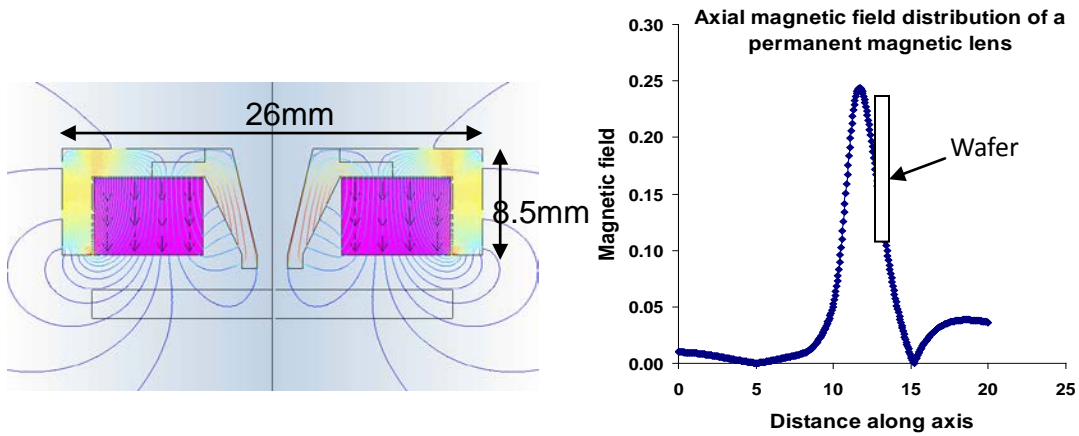 26mm
8.5mm
Axial magnetic field distribution of a
permanent magnetic lens
0.30
0.25
0.20
0.15
0.10
0.05
0.00
Magnetic field
Wafer
0 5 10 15 20 25
Distance along axis